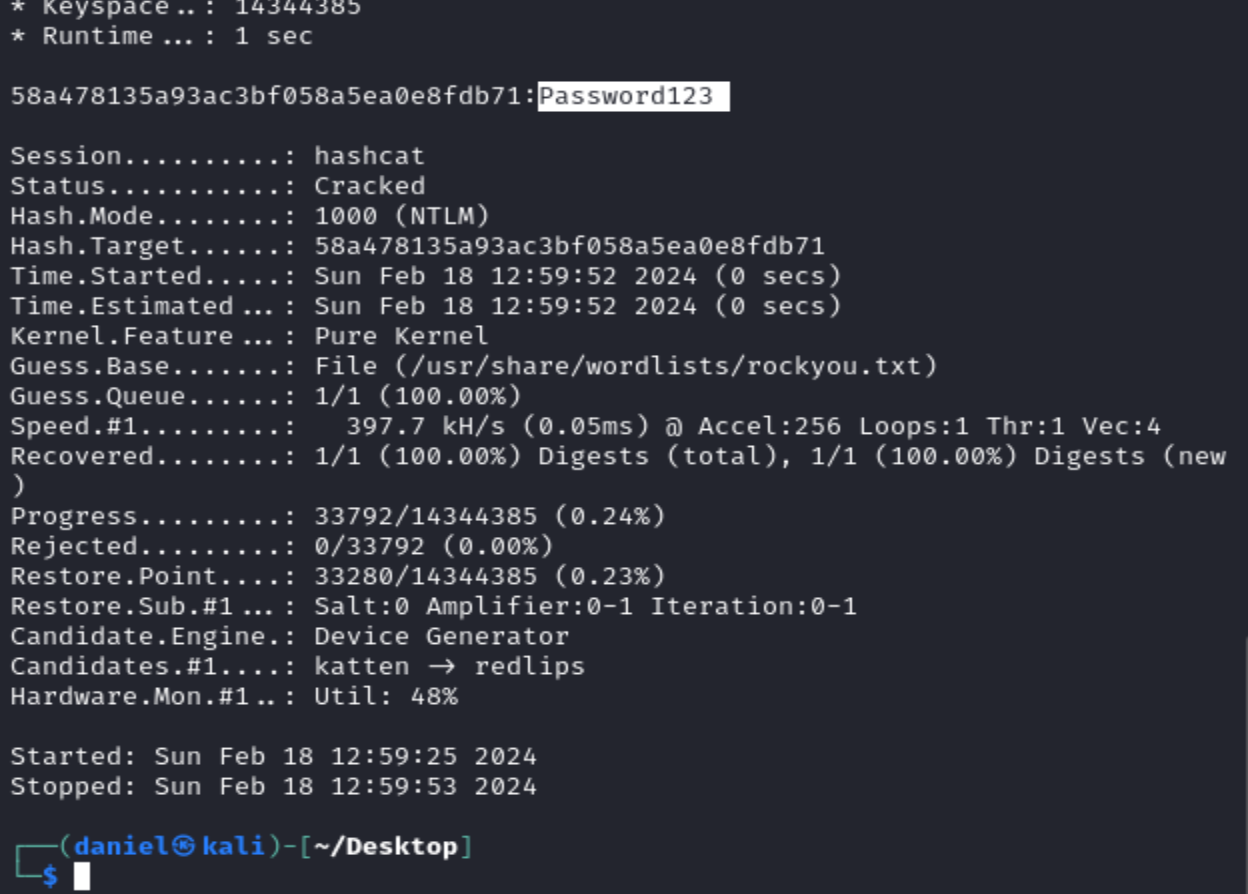 * Keyspace..: 14344385
* Runtime...: 1 sec
58a478135a93ac3bf058a5ea0e8fdb71:Password123
Session..........: hashcat
Status...........: Cracked
Hash.Mode........: 1000 (NTLM)
Hash.Target......: 58a478135a93ac3bf058a5ea0e8fdb71
Time.Started.....: Sun Feb 18 12:59:52 2024 (0 secs)
Time.Estimated...: Sun Feb 18 12:59:52 2024 (0 secs)
Kernel.Feature...: Pure Kernel
Guess.Base.......: File (/usr/share/wordlists/rockyou.txt)
Guess.Queue......: 1/1 (100.00%)
Speed.#1.........:   397.7 kH/s (0.05ms) @ Accel:256 Loops:1 Thr:1 Vec:4
Recovered........: 1/1 (100.00%) Digests (total), 1/1 (100.00%) Digests (new
)
Progress.........: 33792/14344385 (0.24%)
Rejected.........: 0/33792 (0.00%)
Restore.Point....: 33280/14344385 (0.23%)
Restore.Sub.#1...: Salt:0 Amplifier:0-1 Iteration:0-1
Candidate.Engine.: Device Generator
Candidates.#1....: katten -> redlips
Hardware.Mon.#1..: Util: 48%
Started: Sun Feb 18 12:59:25 2024
Stopped: Sun Feb 18 12:59:53 2024
┌──(daniel㉿kali)-[~/Desktop]
└─$